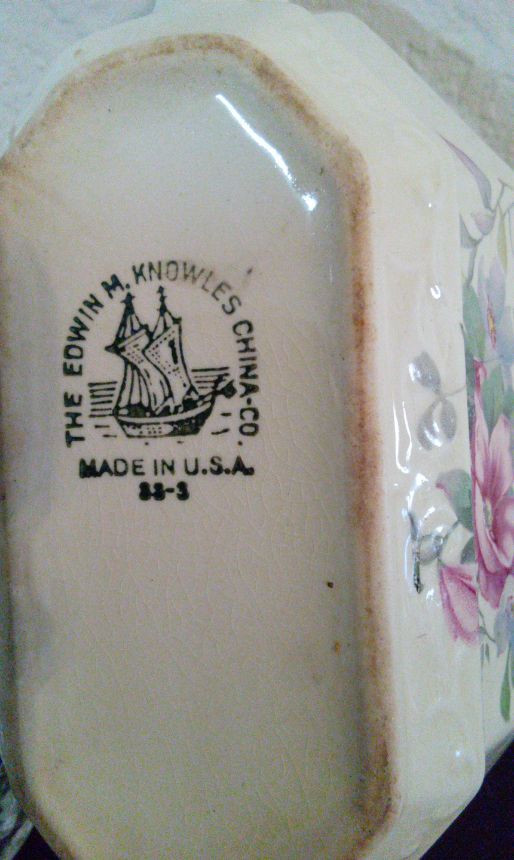 THE EDWIN M. KNOWLES CHINA-CO.
MADE IN U.S.A.